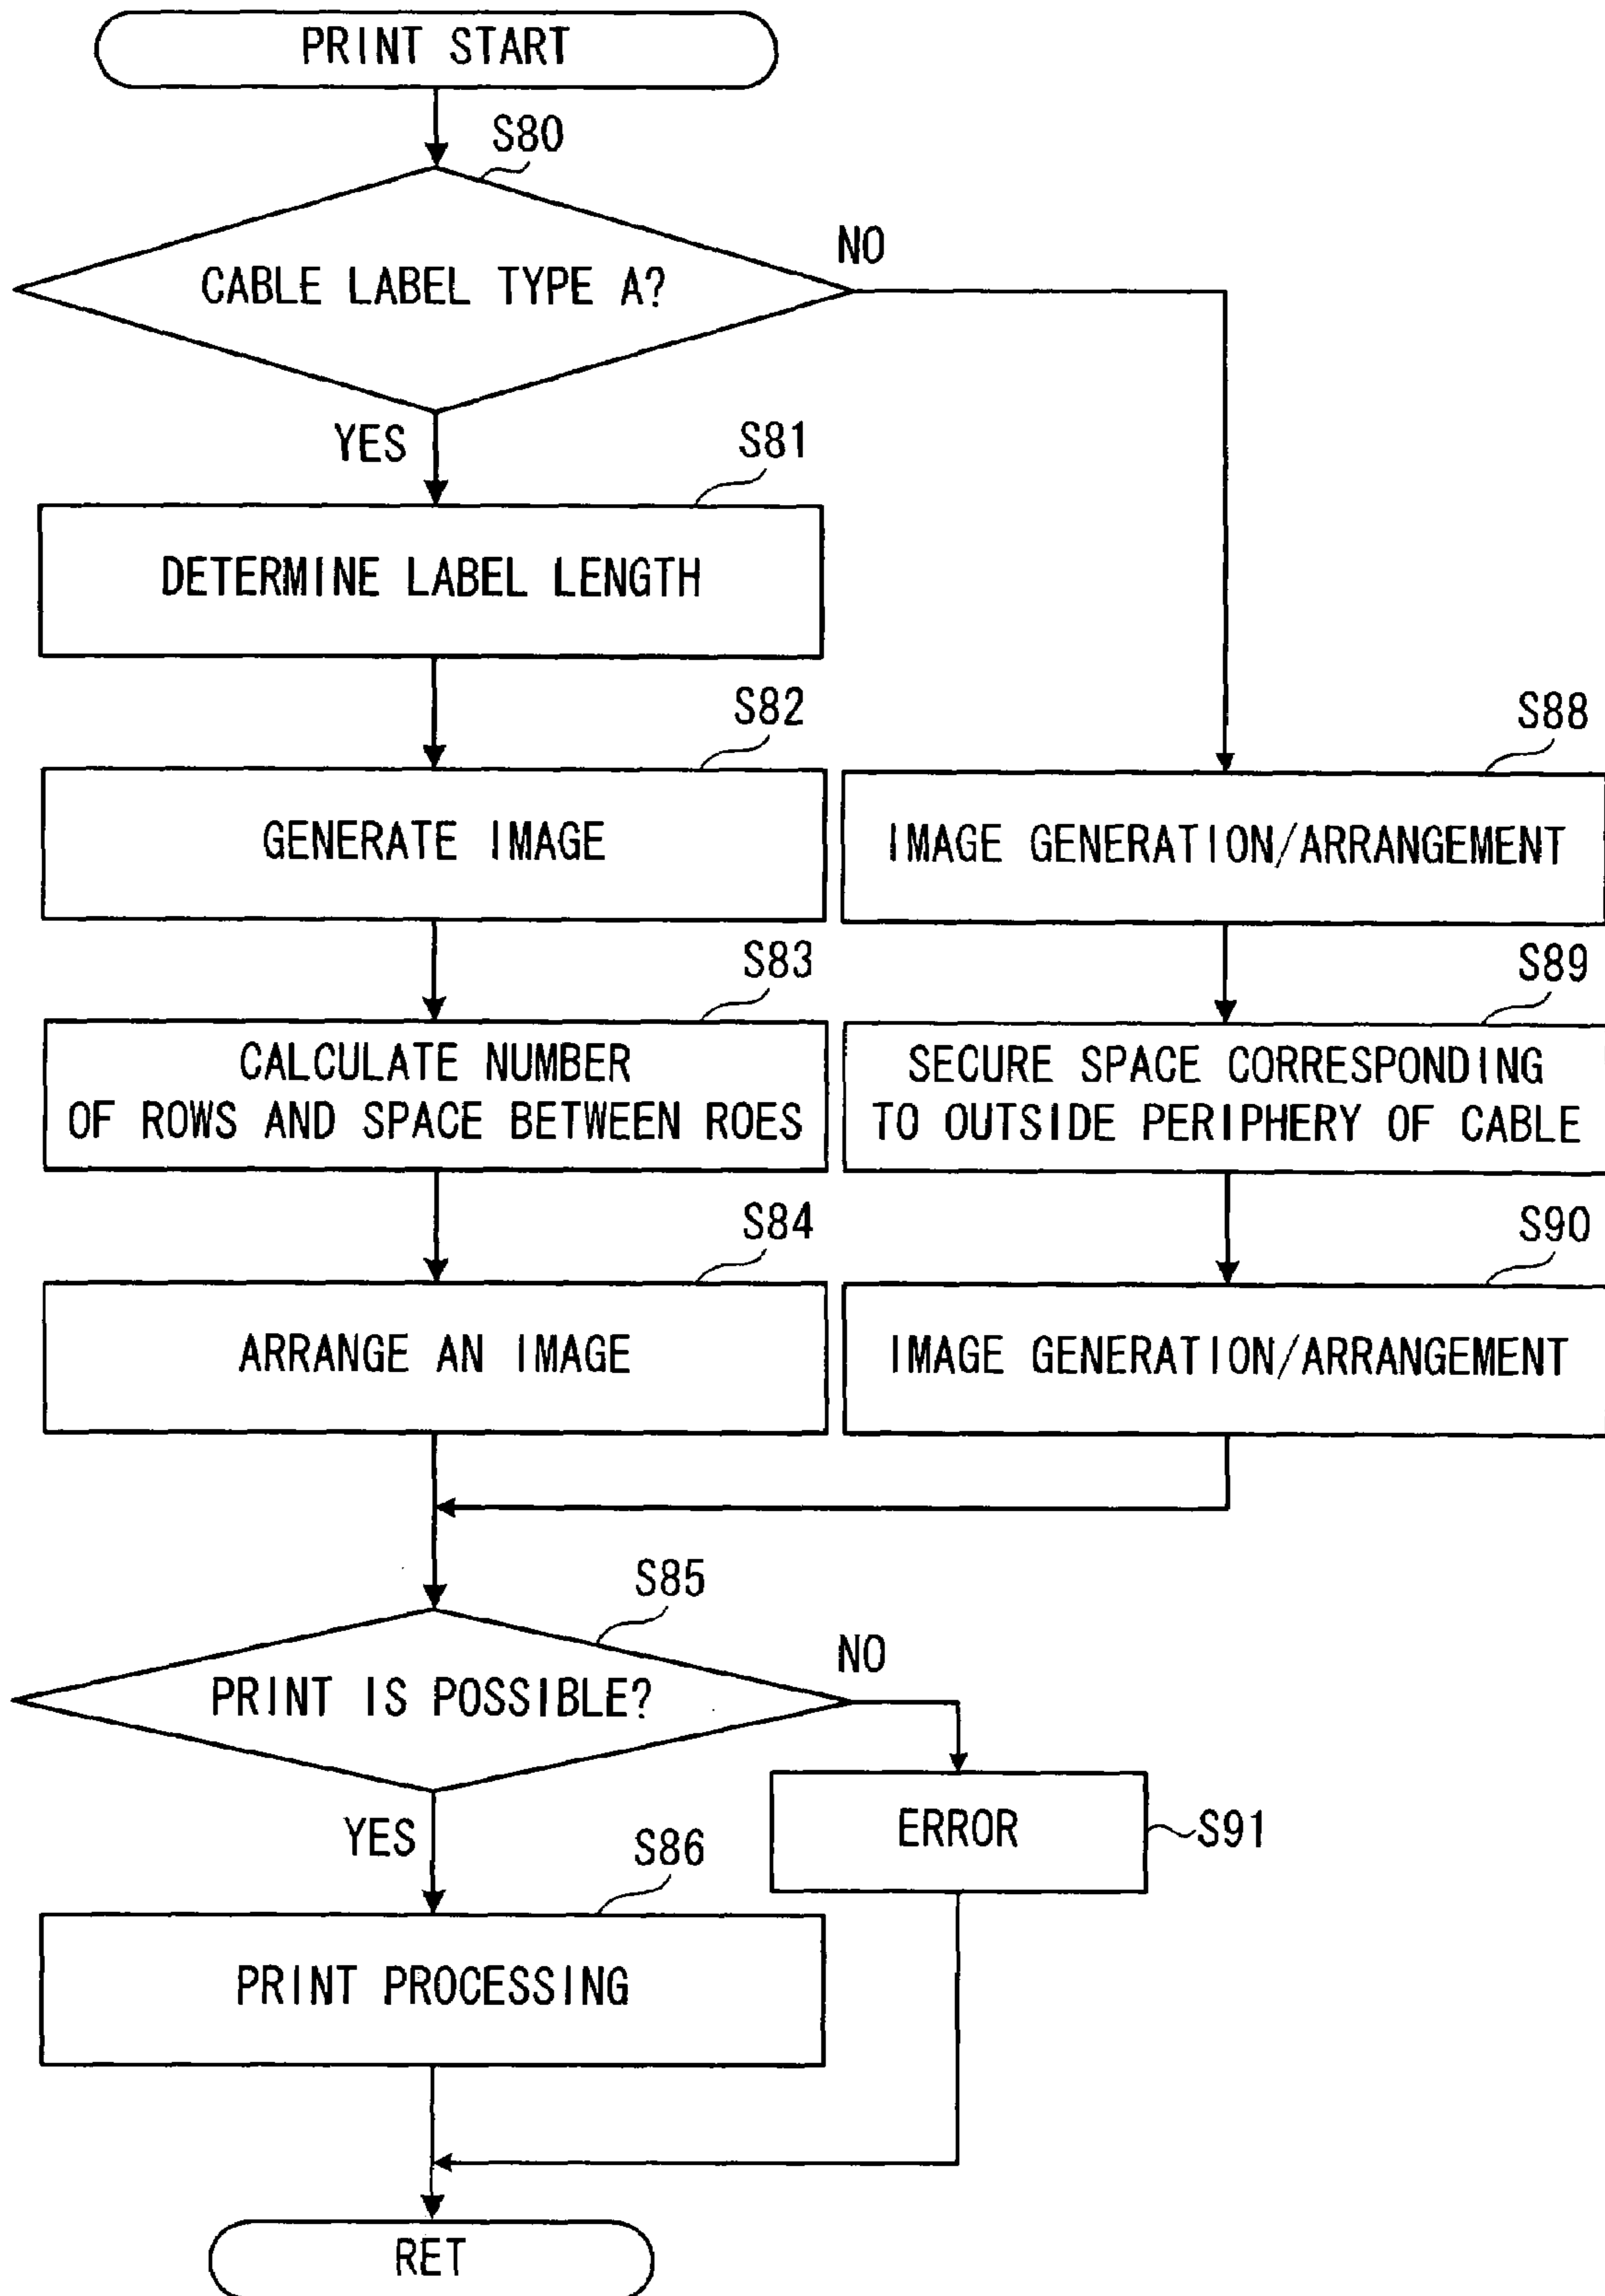 PRINT START
S80
CABLE LABEL TYPE A?
NO
YES
S81
DETERMINE LABEL LENGTH
S82
GENERATE IMAGE
S88
IMAGE GENERATION/ARRANGEMENT
S83
CALCULATE NUMBER
OF ROWS AND SPACE BETWEEN ROES
S89
SECURE SPACE CORRESPONDING
TO OUTSIDE PERIPHERY OF CABLE
S84
ARRANGE AN IMAGE
S90
IMAGE GENERATION/ARRANGEMENT
S85
PRINT IS POSSIBLE?
NO
YES
ERROR
S91
S86
PRINT PROCESSING
RET